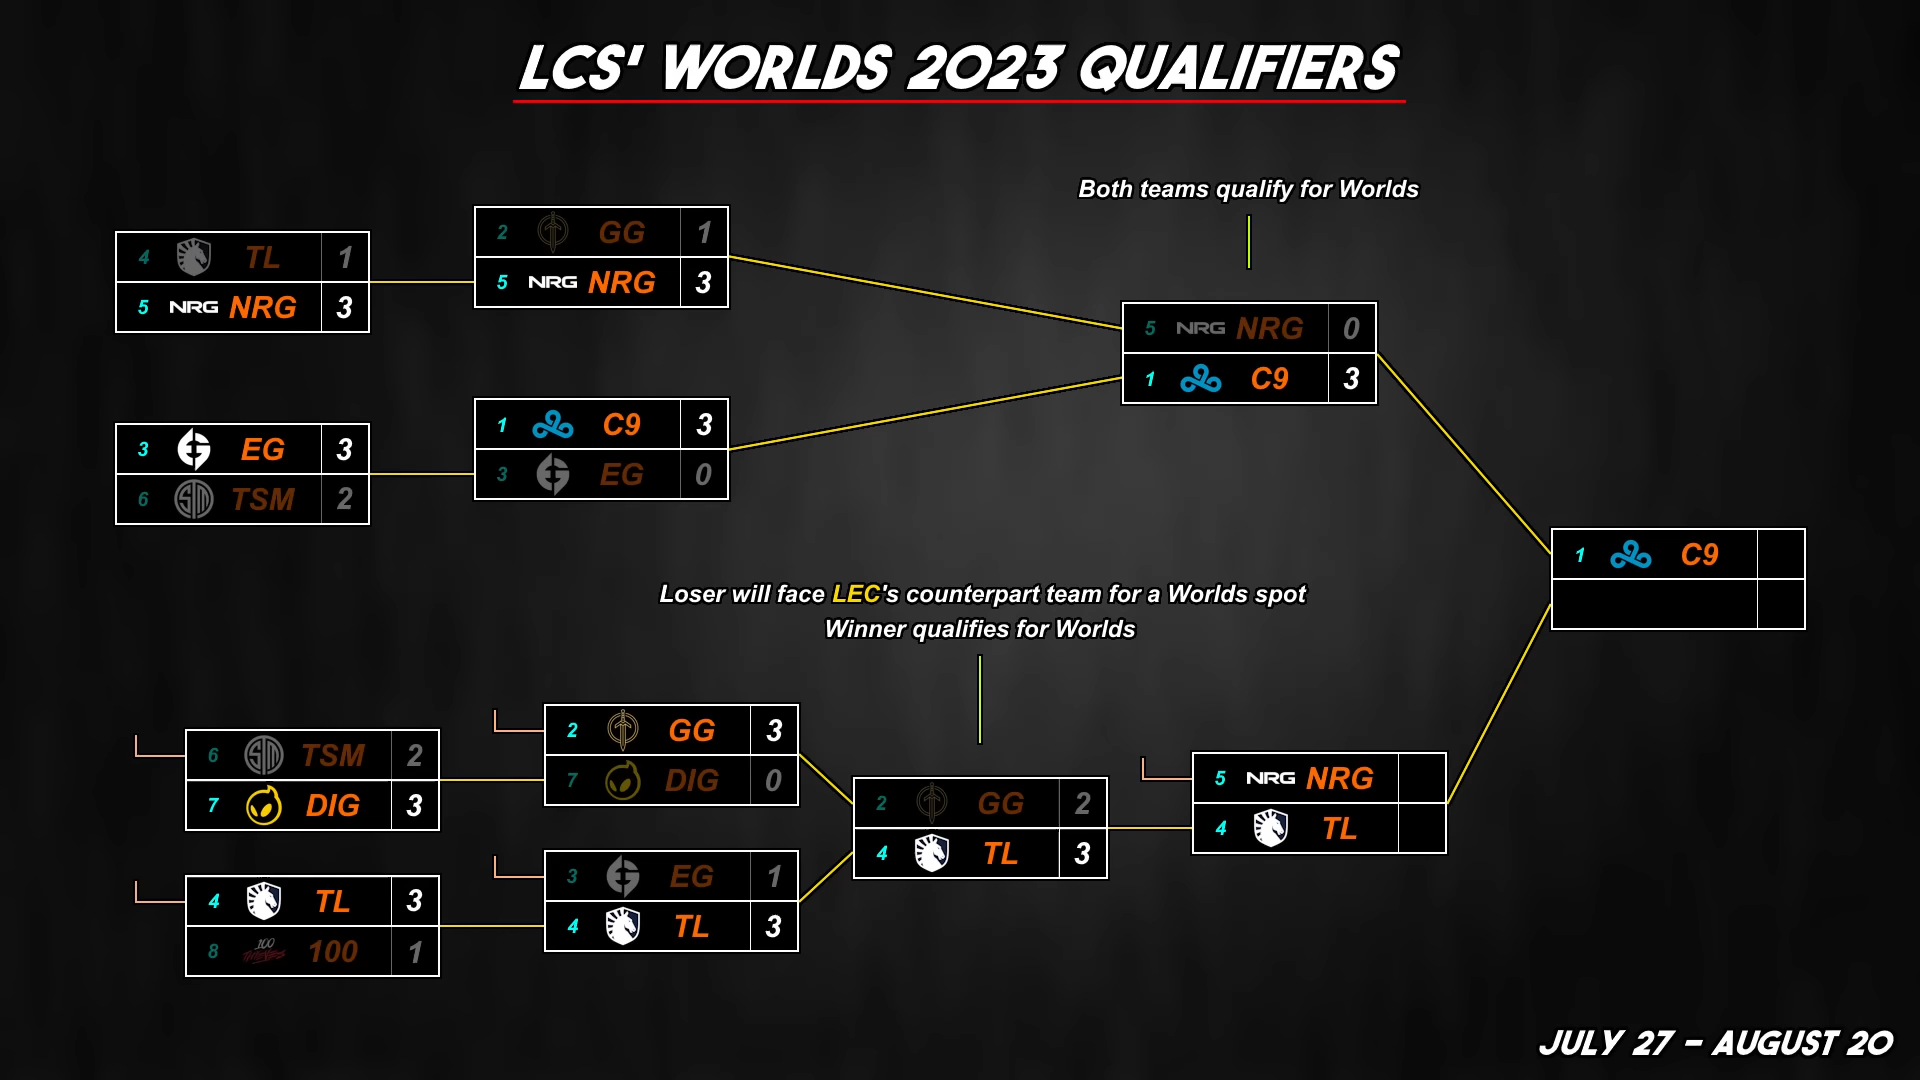 LCS' WORLDS 2023 QUALIFIERS
Both teams qualify for Worlds
4 TL 1
5 NRG NRG 3
2 GG 1
5 NRG NRG 3
5 NRG NRG 0
1 C9 3
3 EG 3
6 TSM TSM 2
1 C9 3
3 EG 0
1 C9
Loser will face LEC's counterpart team for a Worlds spot
Winner qualifies for Worlds
6 TSM TSM 2
7 DIG 3
2 GG 3
7 DIG 0
2 GG 2
4 TL 3
5 NRG NRG
4 TL
4 TL 3
8 100 THIEVES 100 1
3 EG 1
4 TL 3
JULY 27 - AUGUST 20